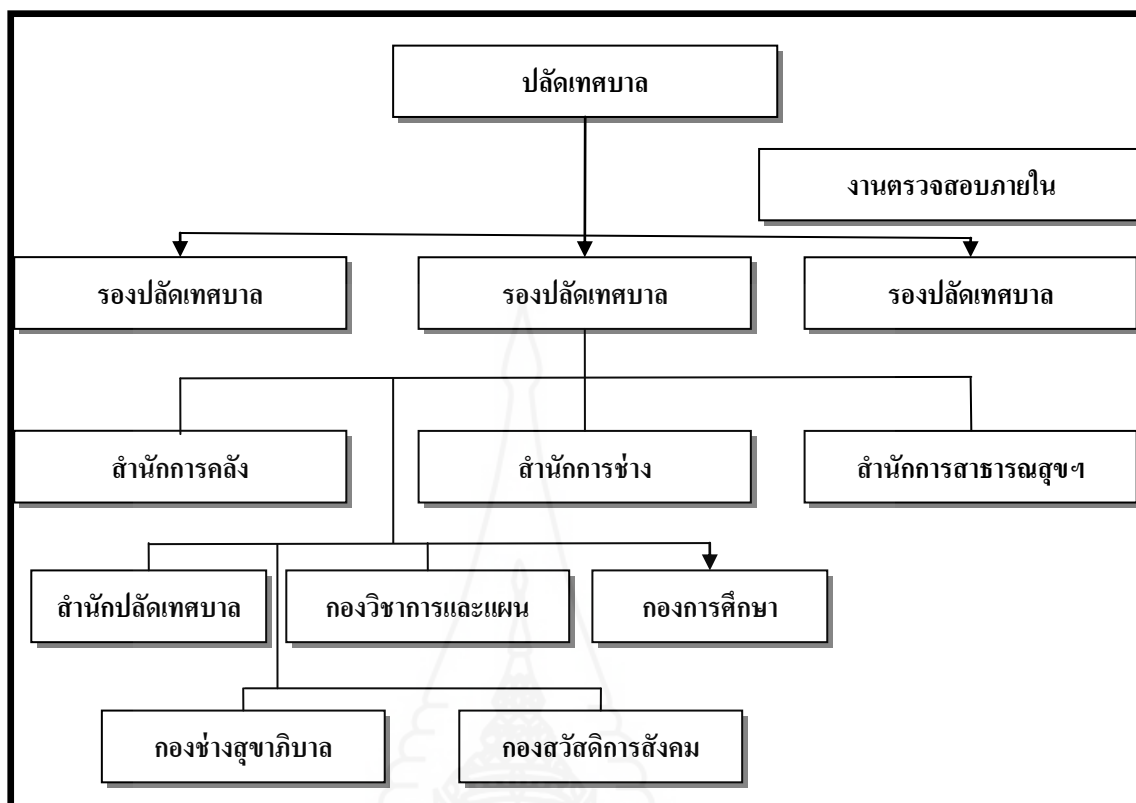 ปลัดเทศบาล
งานตรวจสอบภายใน
รองปลัดเทศบาล
รองปลัดเทศบาล
รองปลัดเทศบาล
สำนักการคลัง
สำนักการช่าง
สำนักการสาธารณสุขฯ
สำนักปลัดเทศบาล
กองวิชาการและแผน
กองการศึกษา
กองช่างสุขาภิบาล
กองสวัสดิการสังคม